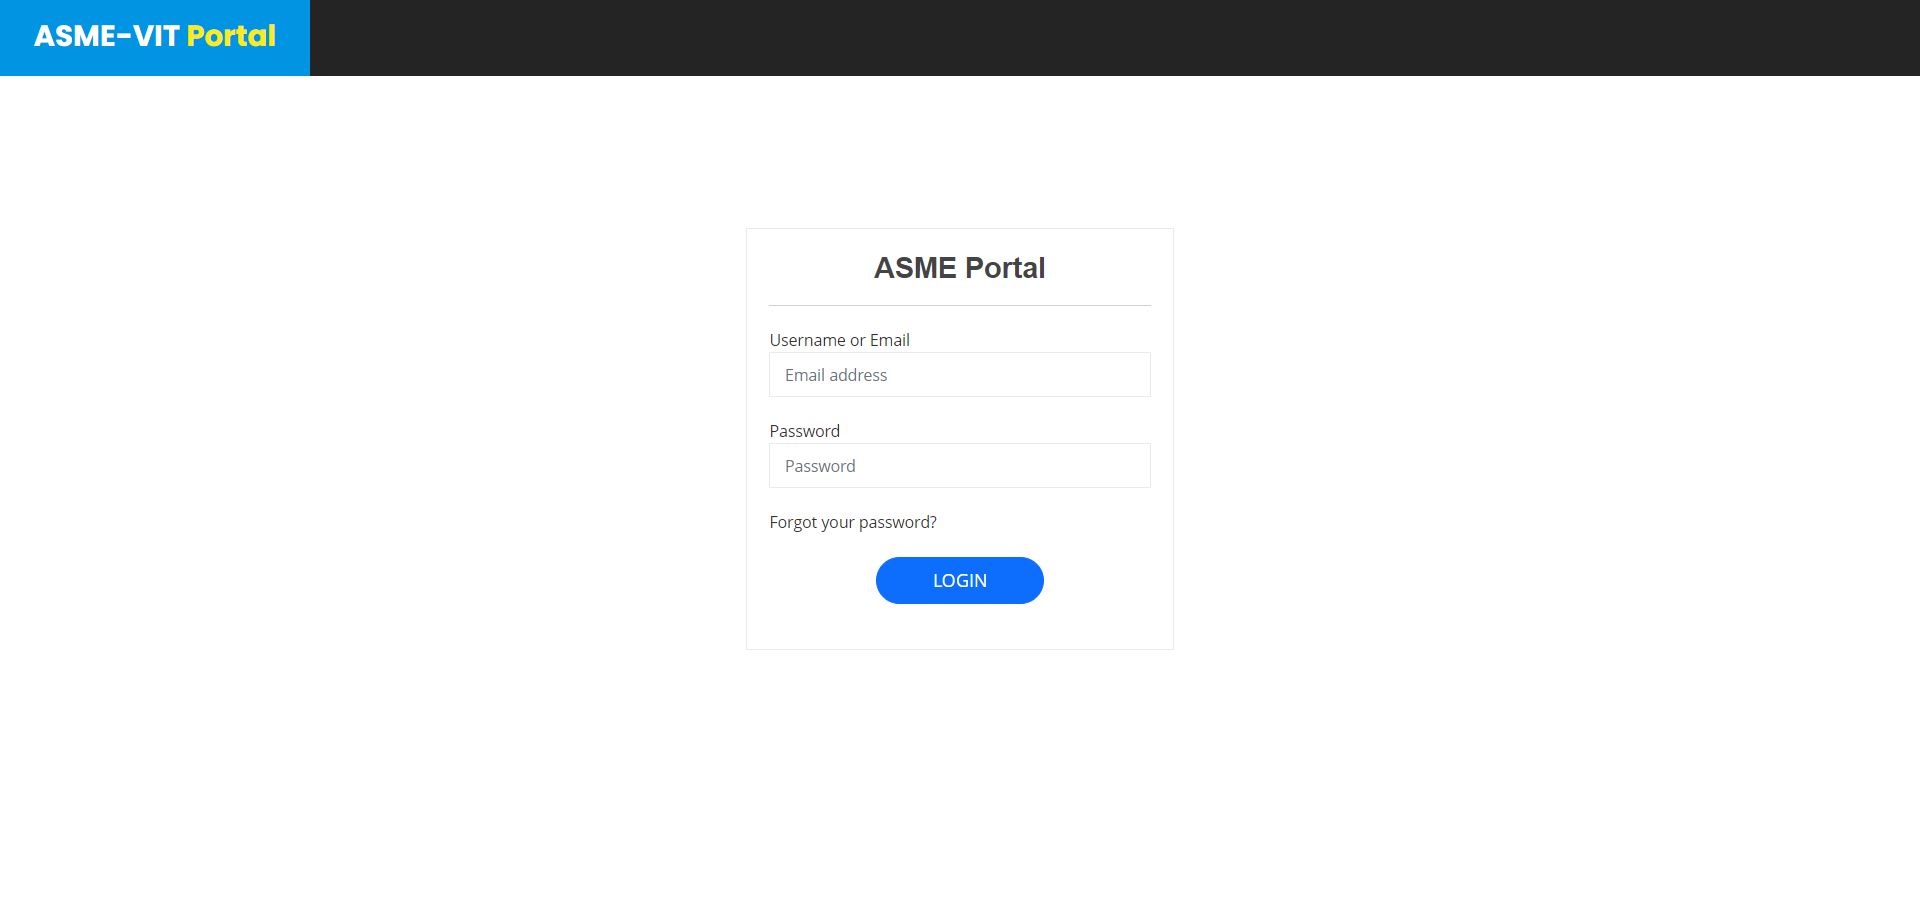 ASME-VIT Portal
ASME Portal
Username or Email
Email address
Password
Password
Forgot your password?
LOGIN